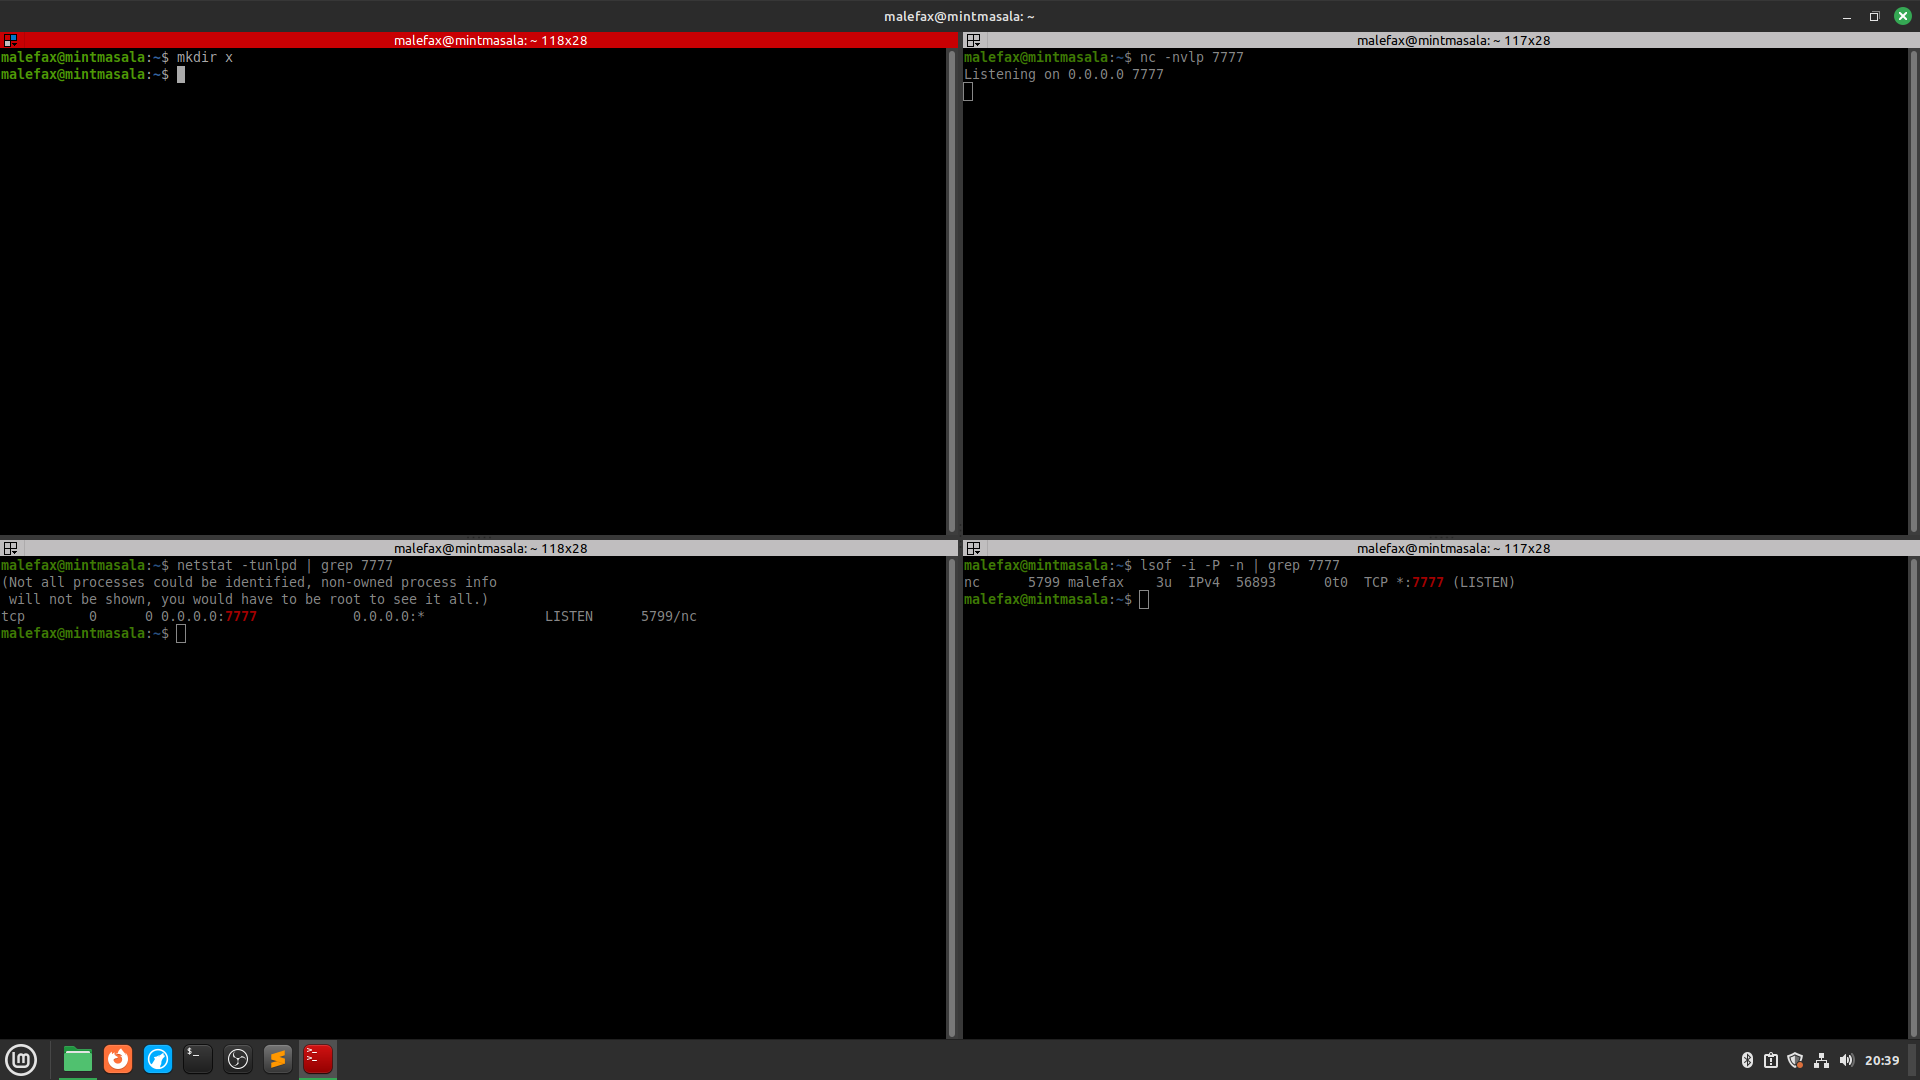 malefax@mintmasala: ~
malefax@mintmasala: ~ 118x28
malefax@mintmasala:~$ mkdir x
malefax@mintmasala:~$
malefax@mintmasala: ~ 117x28
malefax@mintmasala:~$ nc -nvlp 7777
Listening on 0.0.0.0 7777
malefax@mintmasala: ~ 118x28
malefax@mintmasala:~$ netstat -tunlpd | grep 7777
(Not all processes could be identified, non-owned process info
 will not be shown, you would have to be root to see it all.)
tcp        0      0 0.0.0.0:7777            0.0.0.0:*               LISTEN      5799/nc
malefax@mintmasala:~$
malefax@mintmasala: ~ 117x28
malefax@mintmasala:~$ lsof -i -P -n | grep 7777
nc      5799 malefax    3u  IPv4  56893      0t0  TCP *:7777 (LISTEN)
malefax@mintmasala:~$
20:39